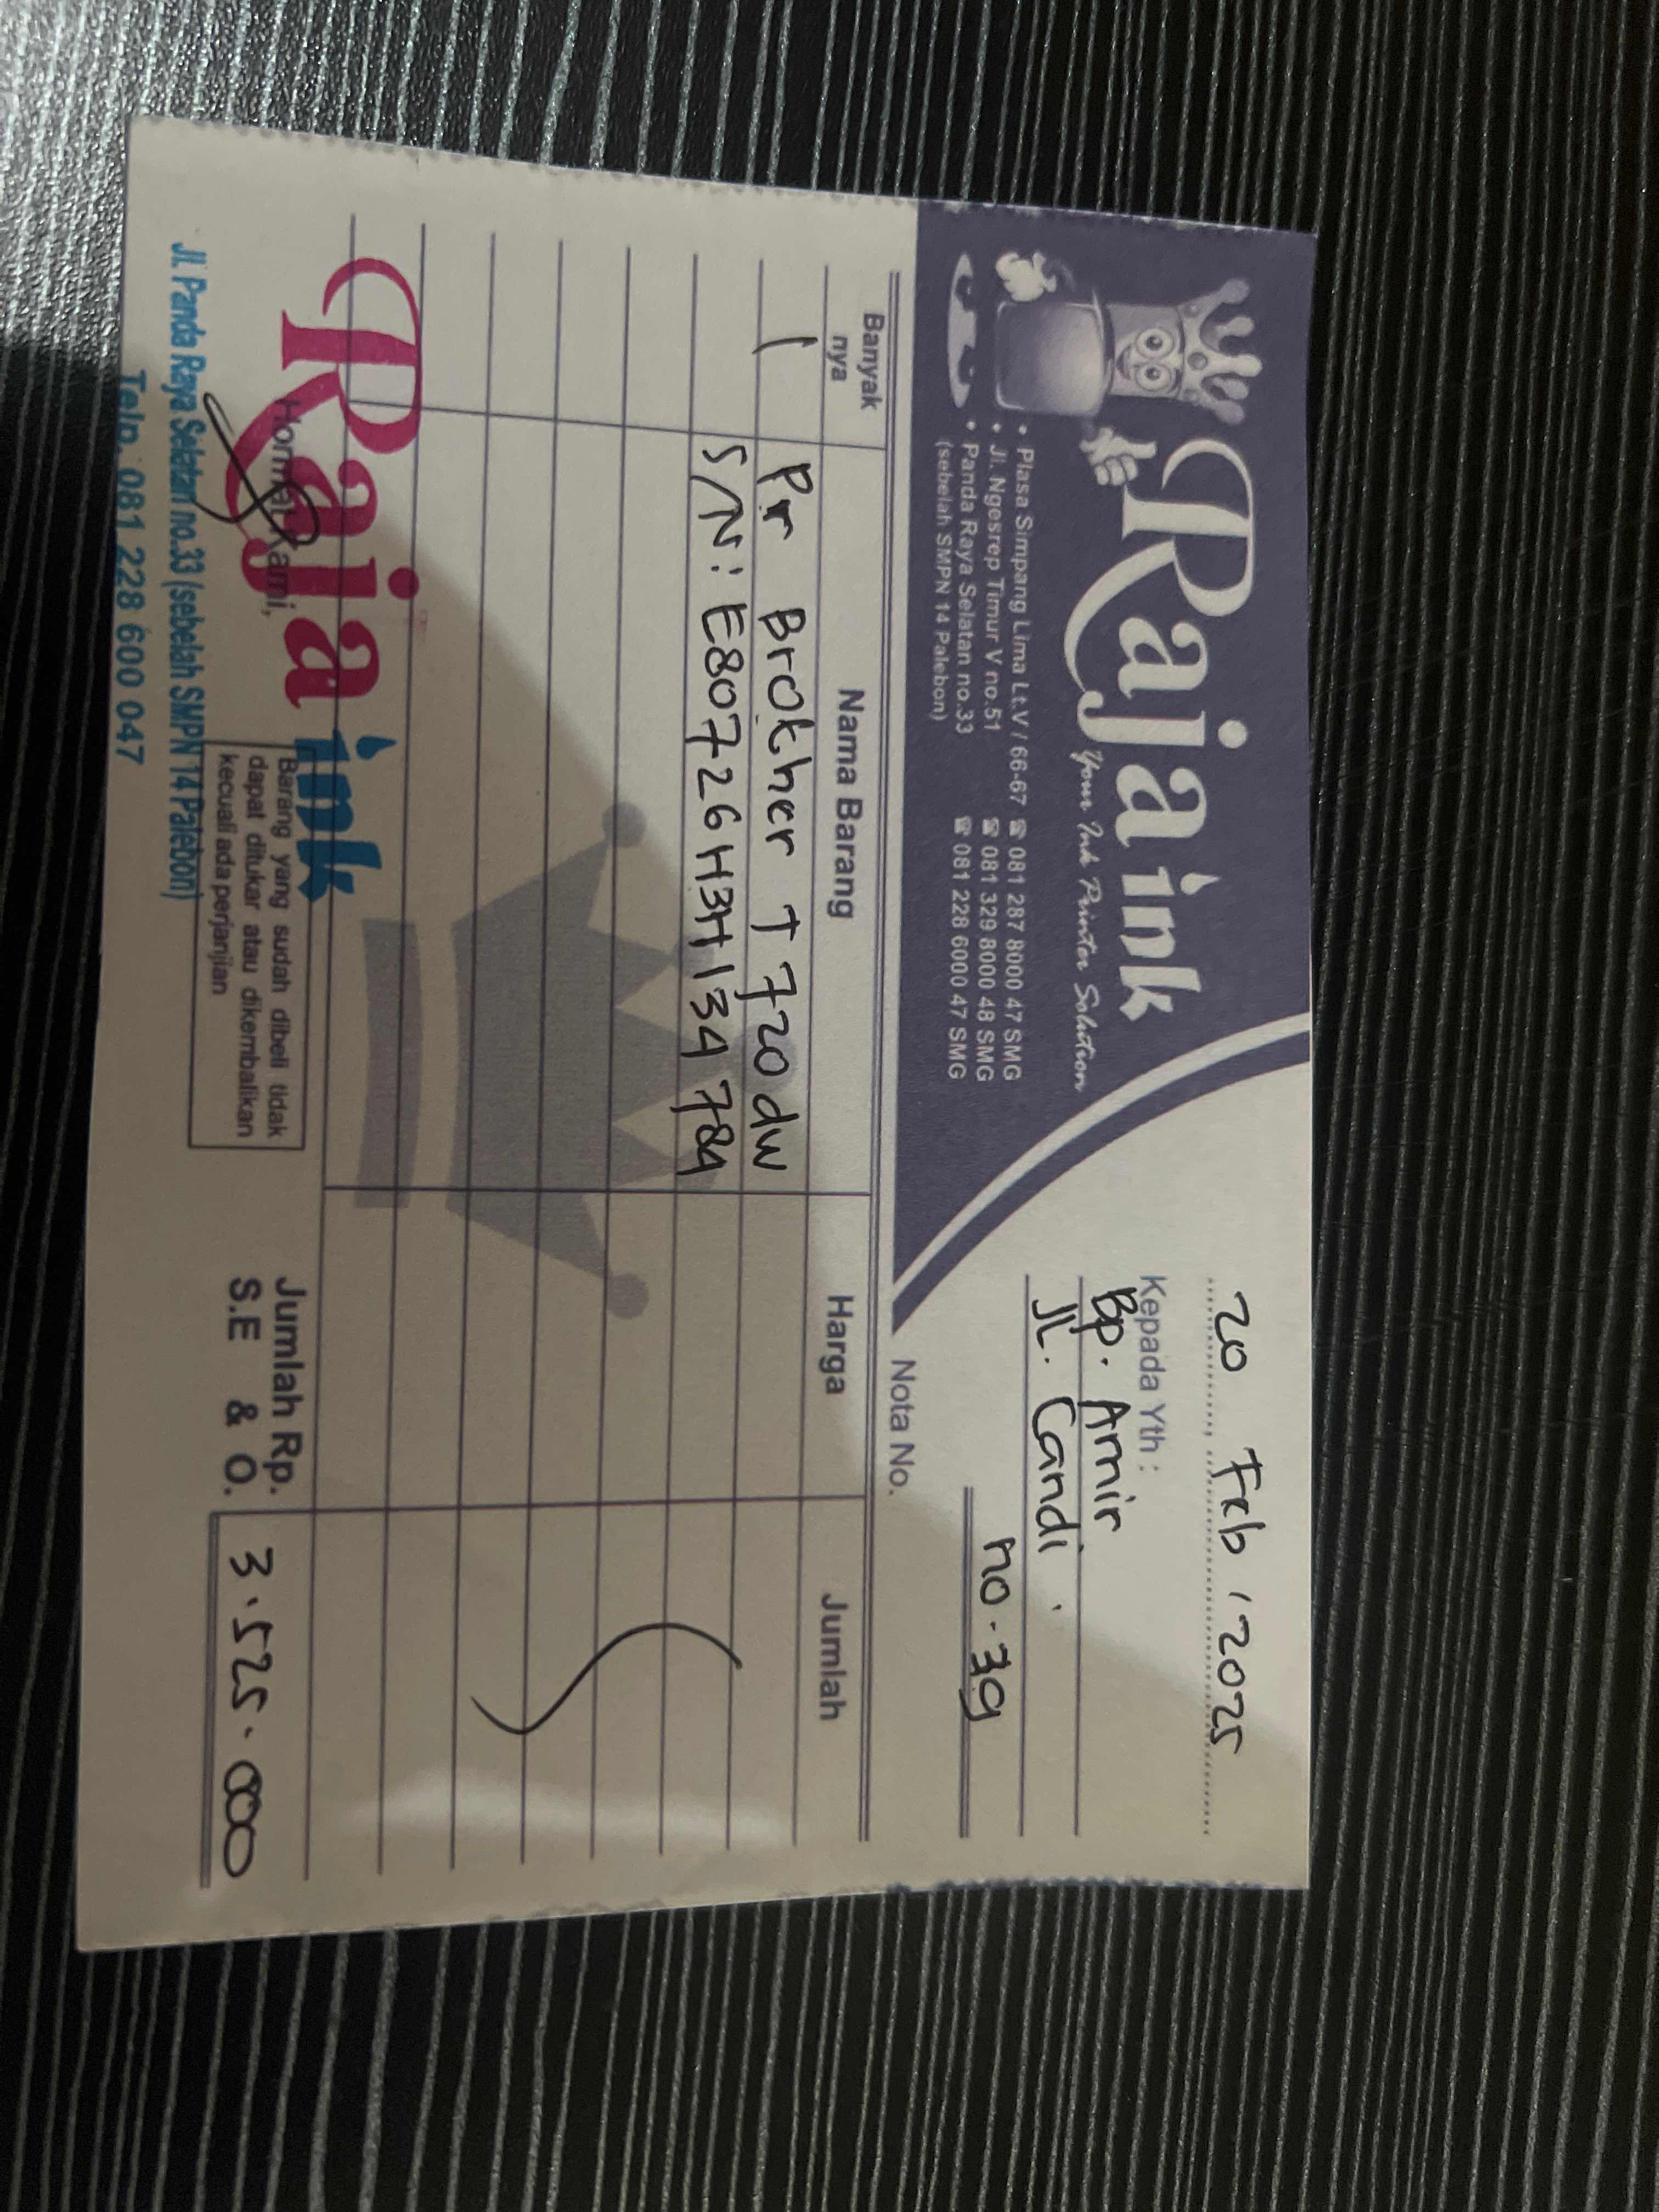 Raja ink
Your Ink Printer Solution
• Plasa Simpang Lima Lt.V / 66-67 ☎ 081 287 8000 47 SMG
• Jl. Ngesrep Timur V no.51 ☎ 081 329 8000 48 SMG
• Panda Raya Selatan no.33 ☎ 081 228 6000 47 SMG
(sebelah SMPN 14 Palebon)
20 Feb, 2025
Kepada Yth :
Bp. Amir
JL. Candi.
no. 39
Nota No.
Banyak nya Nama Barang Harga Jumlah
1 Pr Brother T 720 dw
S/N: E80726H3H134784
Raja ink
Hormat Kami,
Jl. Panda Raya Selatan no.33 (sebelah SMPN 14 Palebon)
Telp. 081 228 600 047
Barang yang sudah dibeli tidak
dapat ditukar atau dikembalikan
kecuali ada perjanjian
Jumlah Rp. 3.525.000
S.E & O.